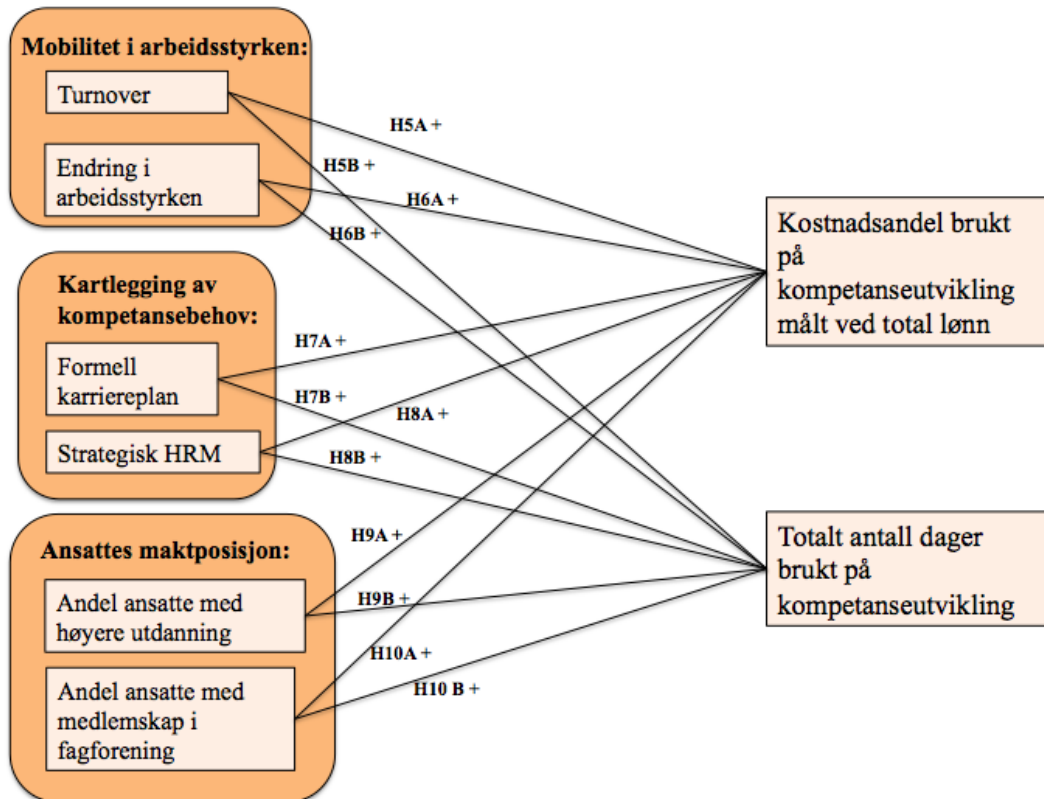 Mobilitet i arbeidsstyrken:
Turnover
Endring i
arbeidsstyrken
Kartlegging av
kompetansebehov:
Formell
karriereplan
Strategisk HRM
Ansattes maktposisjon:
Andel ansatte med
høyere utdanning
Andel ansatte med
medlemskap i
fagforening
H5A +
H5B +
H6A +
H6B +
H7A +
H7B +
H8A +
H8B +
H9A +
H9B +
H10A +
H10 B +
Kostnadsandel brukt
på
kompetanseutvikling
målt ved total lønn
Totalt antall dager
brukt på
kompetanseutvikling